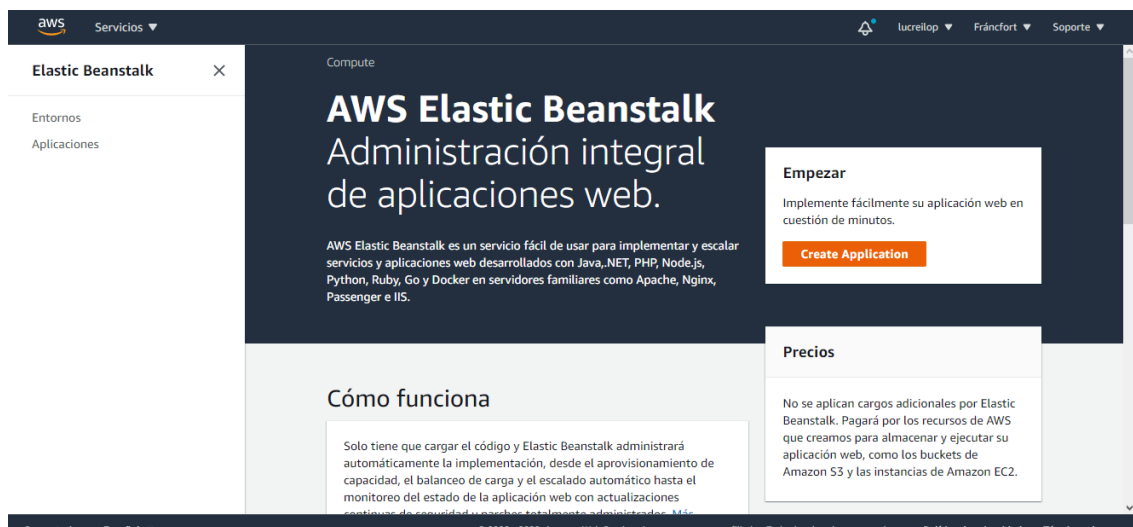 aws Servicios ▼ lucreilop ▼ Fráncfort ▼ Soporte ▼
Elastic Beanstalk
Entornos
Aplicaciones
Compute
AWS Elastic Beanstalk
Administración integral
de aplicaciones web.
AWS Elastic Beanstalk es un servicio fácil de usar para implementar y escalar
servicios y aplicaciones web desarrollados con Java,.NET, PHP, Node.js,
Python, Ruby, Go y Docker en servidores familiares como Apache, Nginx,
Passenger e IIS.
Empezar
Implemente fácilmente su aplicación web en
cuestión de minutos.
Create Application
Precios
No se aplican cargos adicionales por Elastic
Beanstalk. Pagará por los recursos de AWS
que creamos para almacenar y ejecutar su
aplicación web, como los buckets de
Amazon S3 y las instancias de Amazon EC2.
Cómo funciona
Solo tiene que cargar el código y Elastic Beanstalk administrará
automáticamente la implementación, desde el aprovisionamiento de
capacidad, el balanceo de carga y el escalado automático hasta el
monitoreo del estado de la aplicación web con actualizaciones
continuas de seguridad y parches totalmente administrados. Más